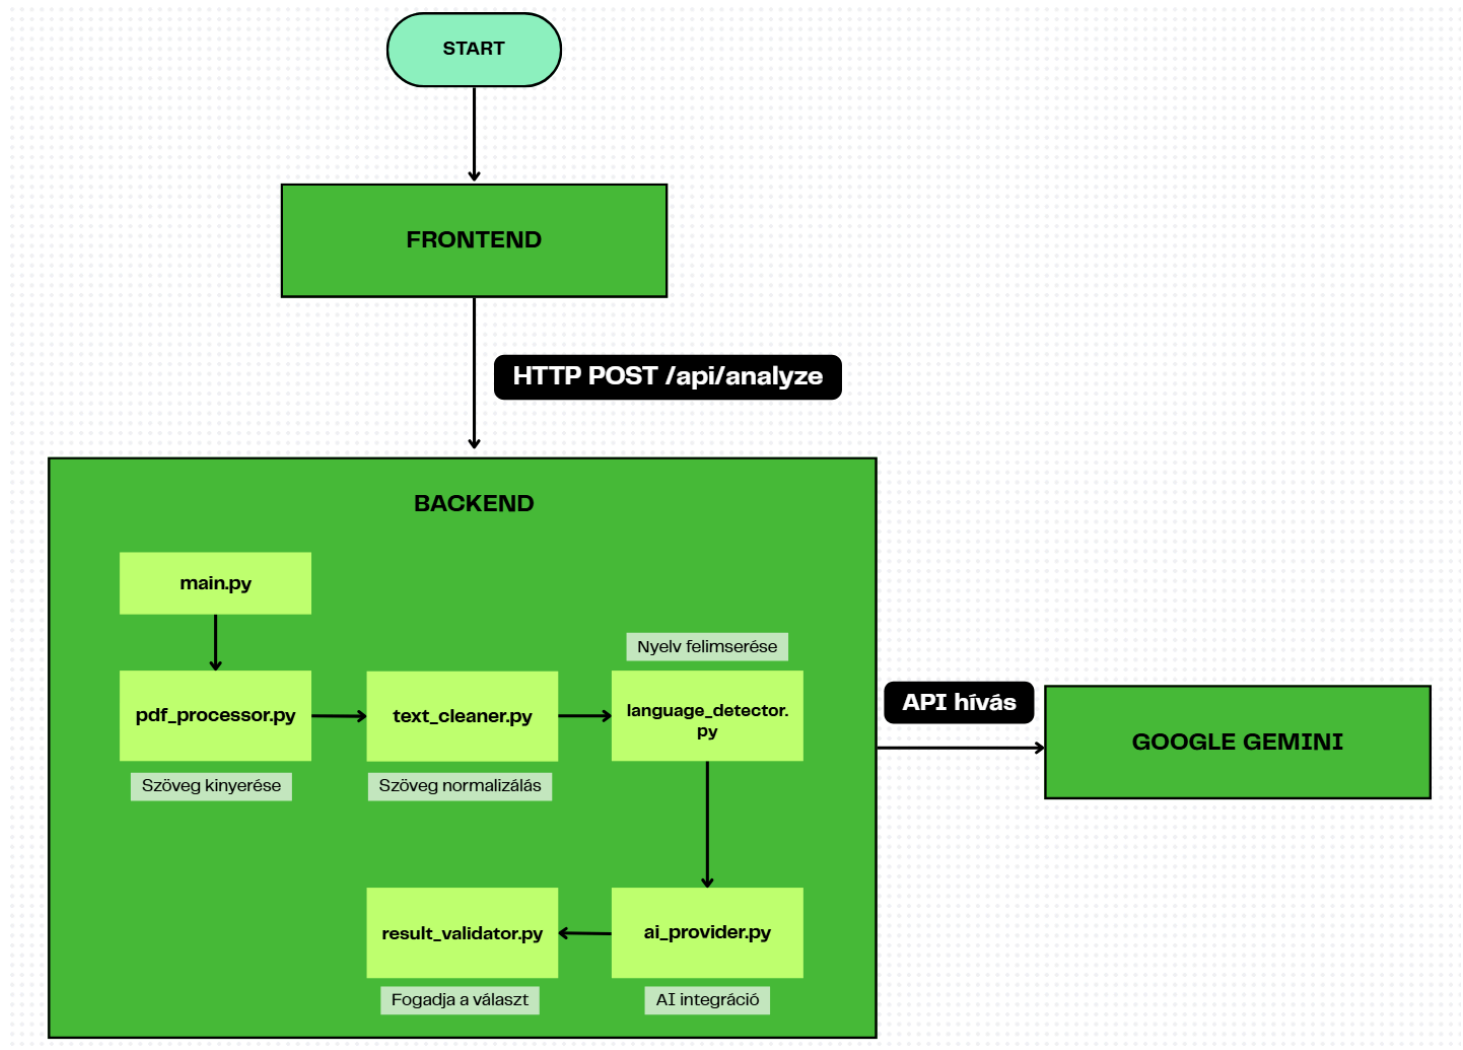 START
FRONTEND
HTTP POST /api/analyze
BACKEND
main.py
Nyelv felimserése
pdf_processor.py
text_cleaner.py
language_detector.
py
Szöveg kinyerése
Szöveg normalizálás
API hívás
GOOGLE GEMINI
result_validator.py
ai_provider.py
Fogadja a választ
AI integráció